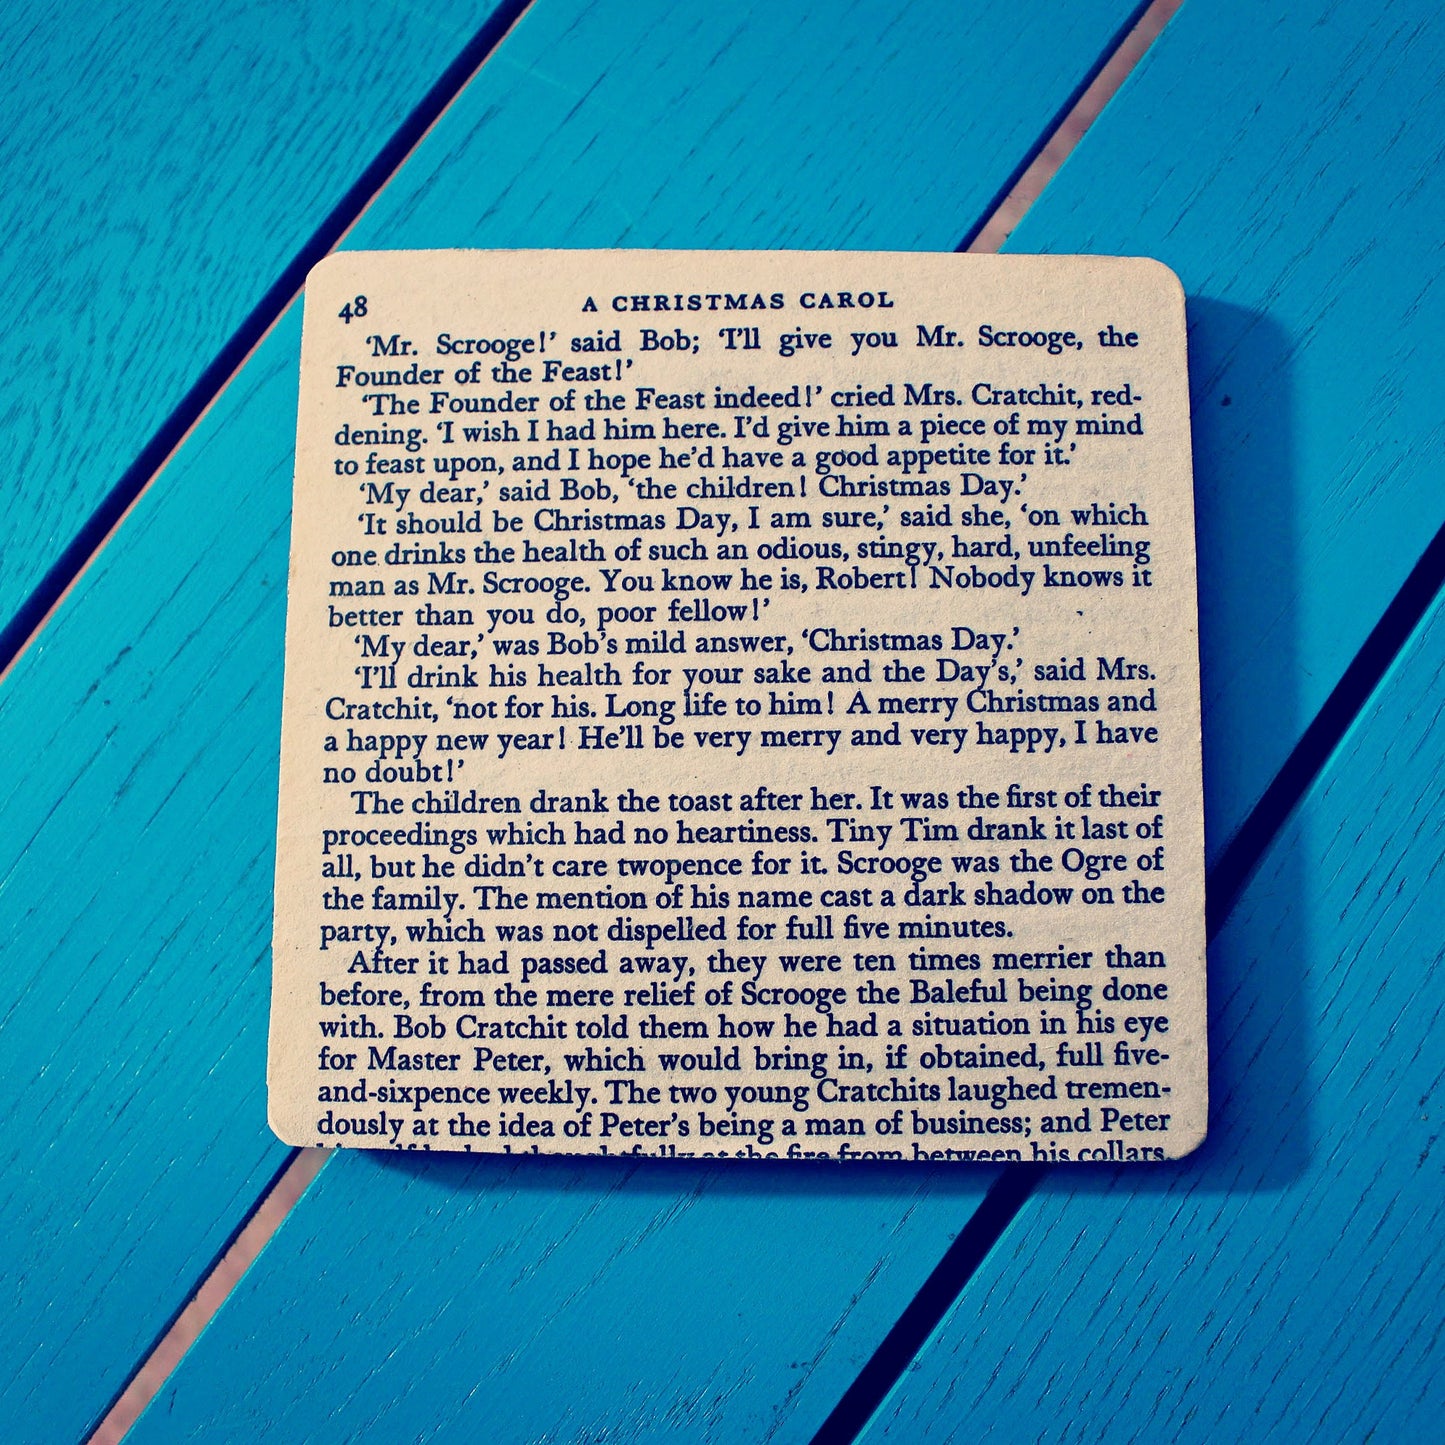 48 A CHRISTMAS CAROL
‘Mr. Scrooge!’ said Bob; ‘I’ll give you Mr. Scrooge, the
Founder of the Feast!’
‘The Founder of the Feast indeed!’ cried Mrs. Cratchit, red-
dening. ‘I wish I had him here. I’d give him a piece of my mind
to feast upon, and I hope he’d have a good appetite for it.’
‘My dear,’ said Bob, ‘the children! Christmas Day.’
‘It should be Christmas Day, I am sure,’ said she, ‘on which
one drinks the health of such an odious, stingy, hard, unfeeling
man as Mr. Scrooge. You know he is, Robert! Nobody knows it
better than you do, poor fellow!’
‘My dear,’ was Bob’s mild answer, ‘Christmas Day.’
‘I’ll drink his health for your sake and the Day’s,’ said Mrs.
Cratchit, ‘not for his. Long life to him! A merry Christmas and
a happy new year! He’ll be very merry and very happy, I have
no doubt!’
The children drank the toast after her. It was the first of their
proceedings which had no heartiness. Tiny Tim drank it last of
all, but he didn’t care twopence for it. Scrooge was the Ogre of
the family. The mention of his name cast a dark shadow on the
party, which was not dispelled for full five minutes.
After it had passed away, they were ten times merrier than
before, from the mere relief of Scrooge the Baleful being done
with. Bob Cratchit told them how he had a situation in his eye
for Master Peter, which would bring in, if obtained, full five-
and-sixpence weekly. The two young Cratchits laughed tremen-
dously at the idea of Peter’s being a man of business; and Peter
thoughtfully at the fire from between his collars